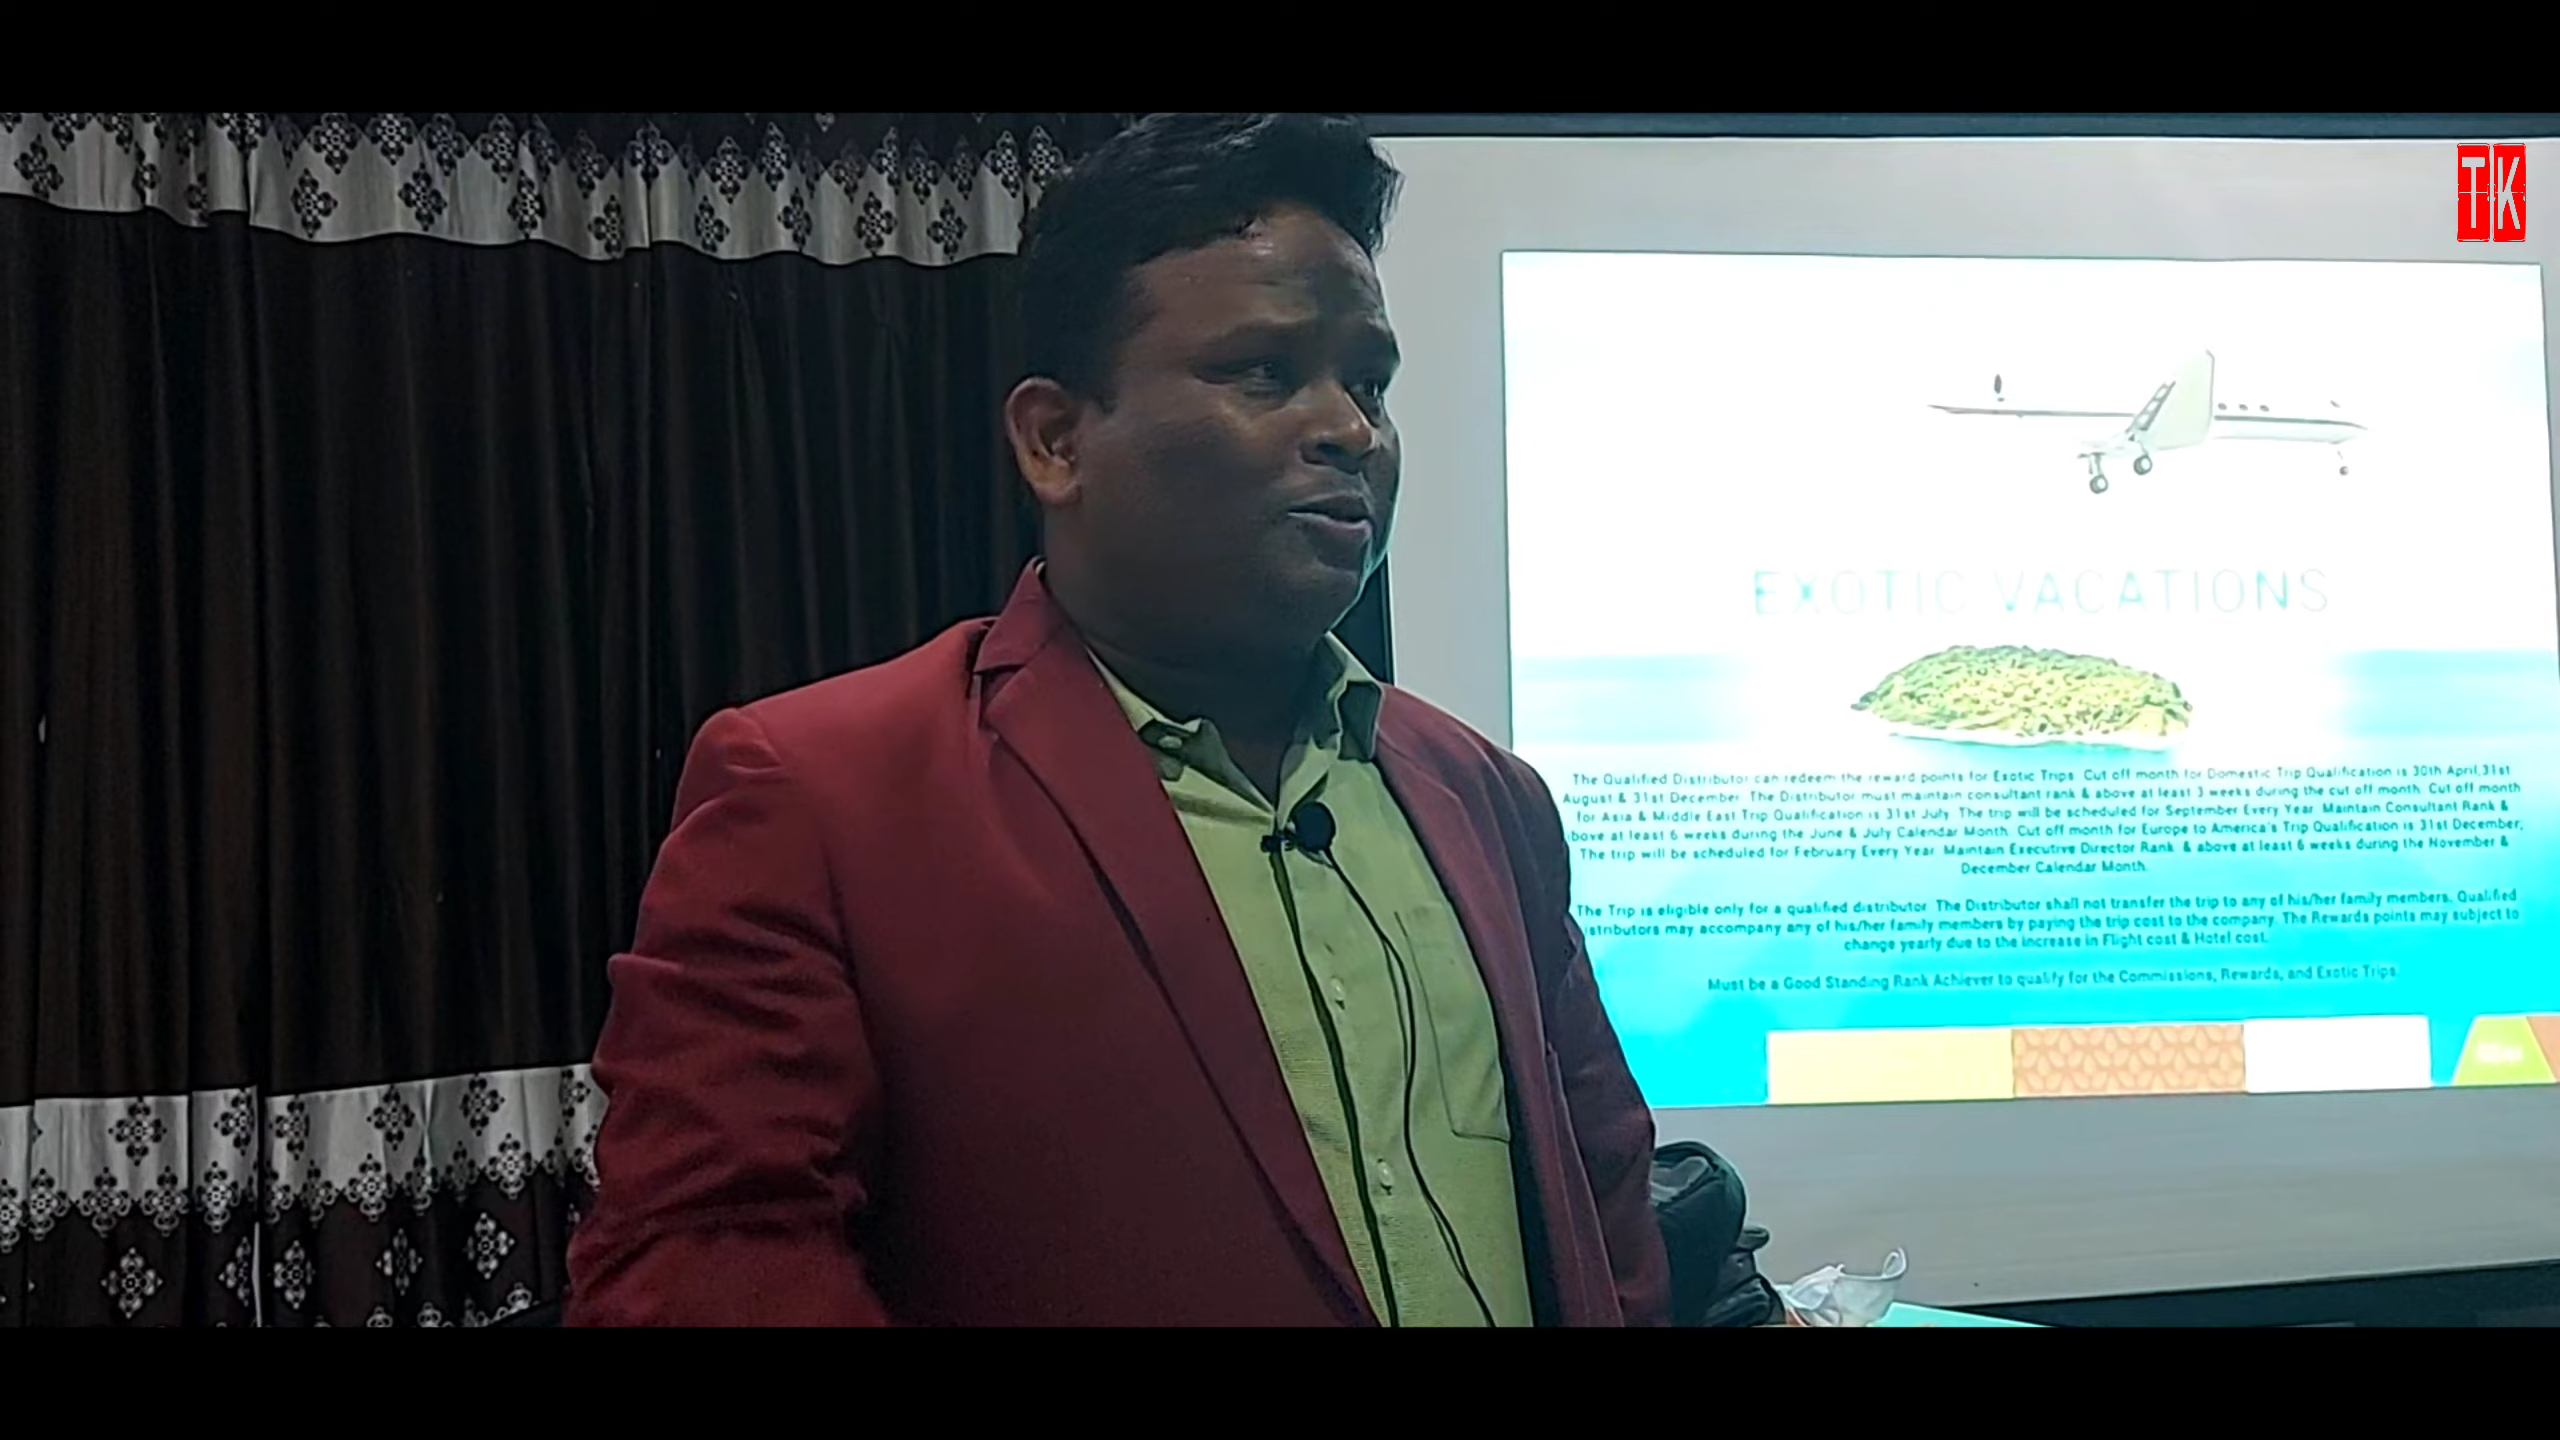 TK
EXOTIC VACATIONS
The Qualified Distributor can redeem the reward points for Exotic Trips. Cut off month for Domestic Trip Qualification is 30th April,31st
August & 31st December. The Distributor must maintain consultant rank & above at least 3 weeks during the cut off month. Cut off month
for Asia & Middle East Trip Qualification is 31st July. The trip will be scheduled for September Every Year. Maintain Consultant Rank &
bove at least 6 weeks during the June & July Calendar Month. Cut off month for Europe to America's Trip Qualification is 31st December,
The trip will be scheduled for February Every Year. Maintain Executive Director Rank & above at least 6 weeks during the November &
December Calendar Month.
The Trip is eligible only for a qualified distributor. The Distributor shall not transfer the trip to any of his/her family members. Qualified
istributors may accompany any of his/her family members by paying the trip cost to the company. The Rewards points may subject to
change yearly due to the increase in Flight cost & Hotel cost.
Must be a Good Standing Rank Achiever to qualify for the Commissions, Rewards, and Exotic Trips.